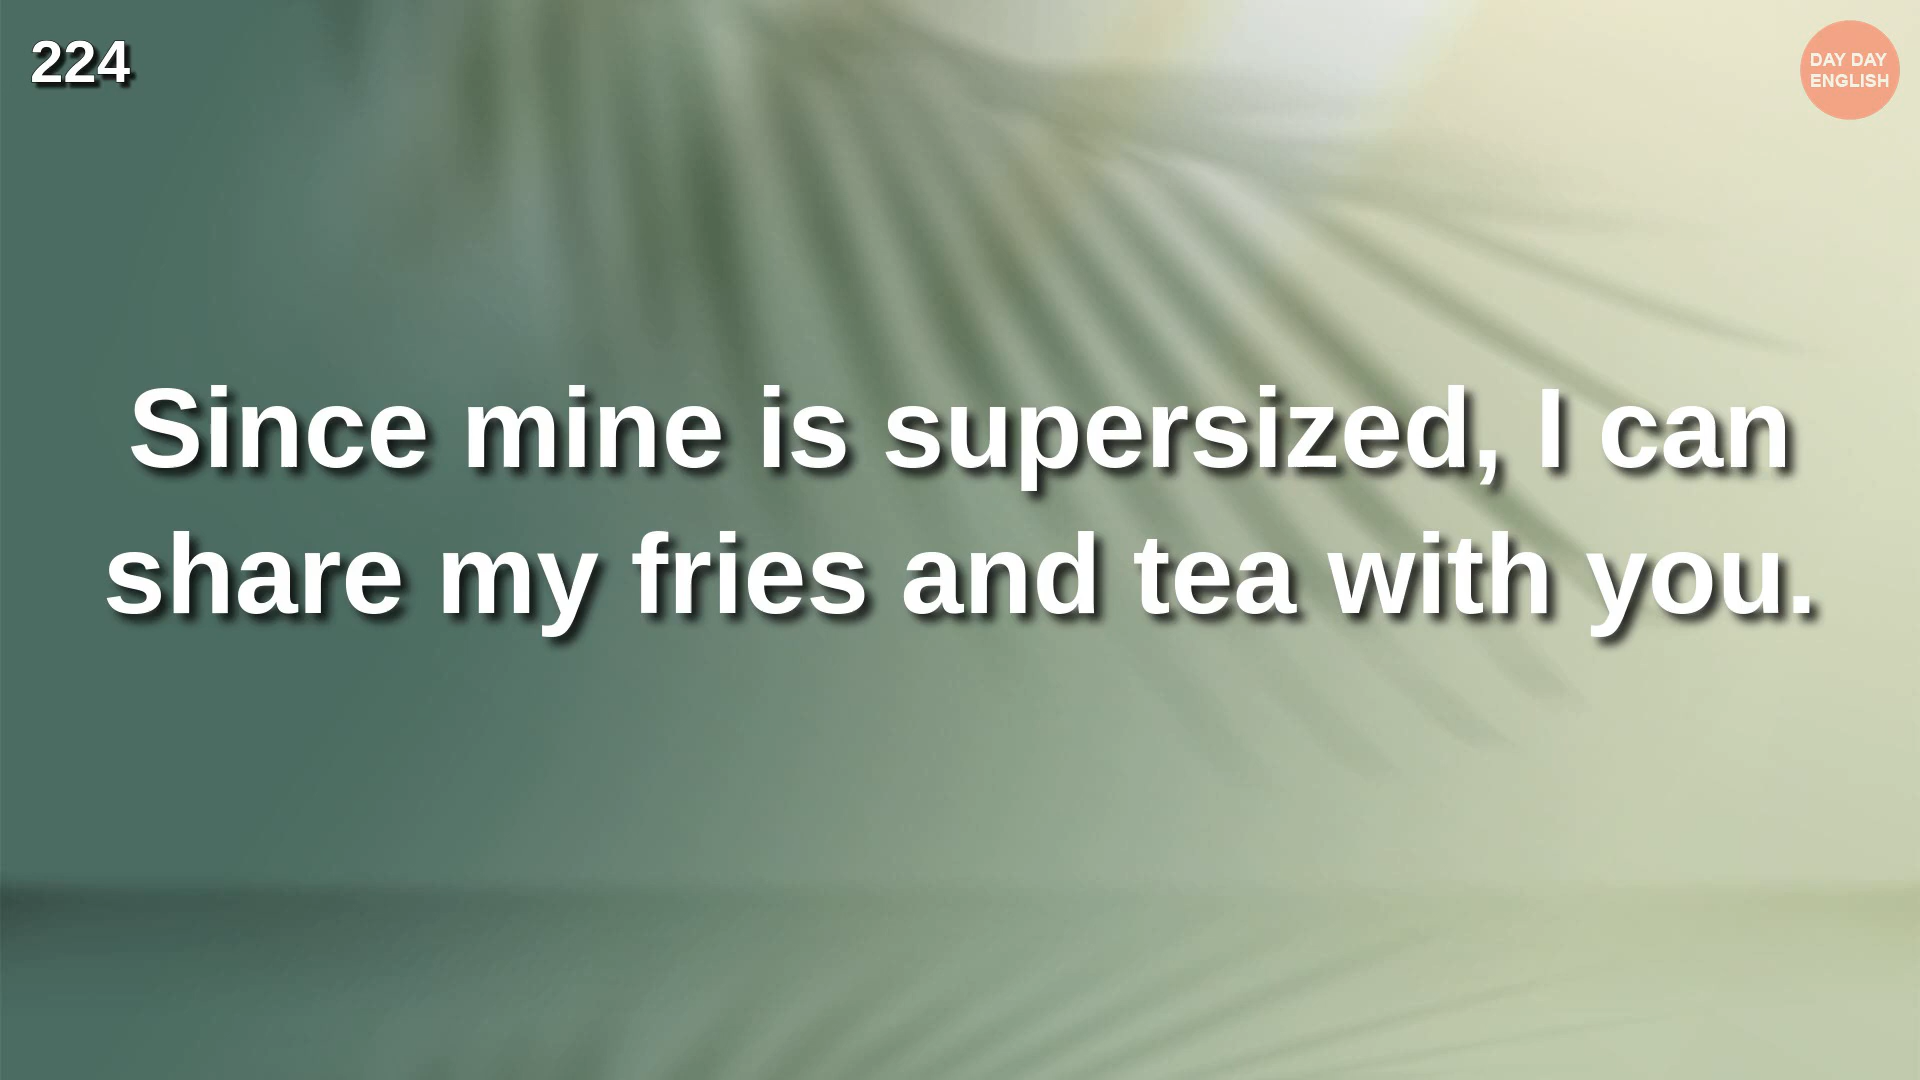 224
DAY DAY
ENGLISH
Since mine is supersized, I can
share my fries and tea with you.